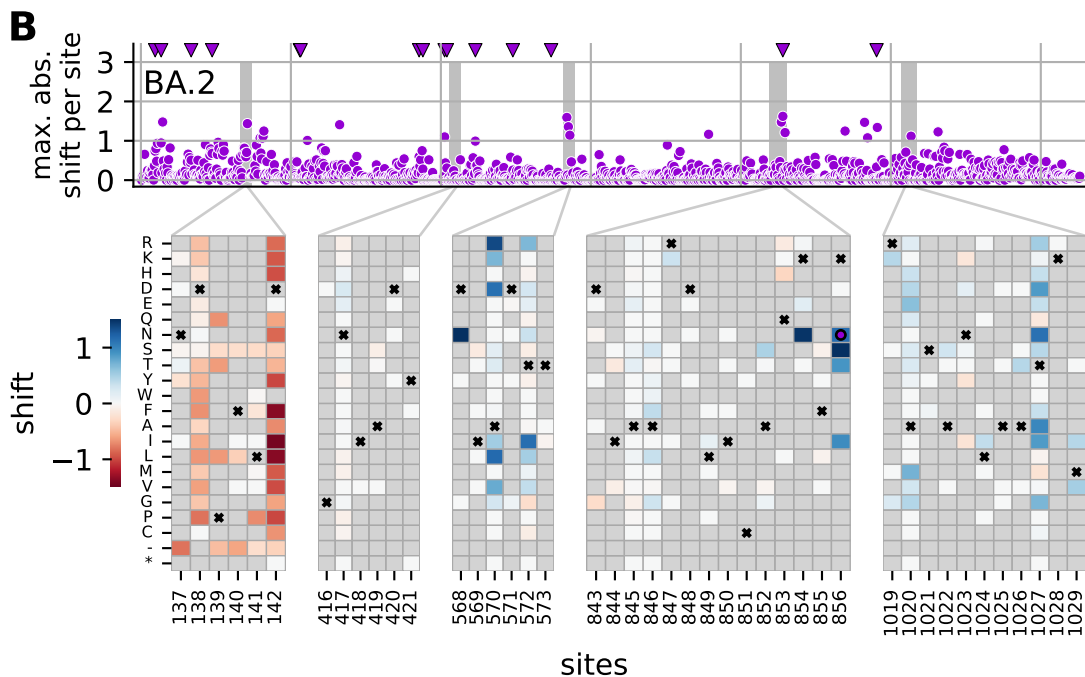 B
max. abs.
shift per site
3
2
1
0
BA.2
R
K
H
D
E
Q
N
S
T
Y
W
F
A
I
L
M
V
G
P
C
-
*
shift
1
0
−1
137 138 139 140 141 142
416 417 418 419 420 421
568 569 570 571 572 573
843 844 845 846 847 848 849 850 851 852 853 854 855 856
1019 1020 1021 1022 1023 1024 1025 1026 1027 1028 1029
sites